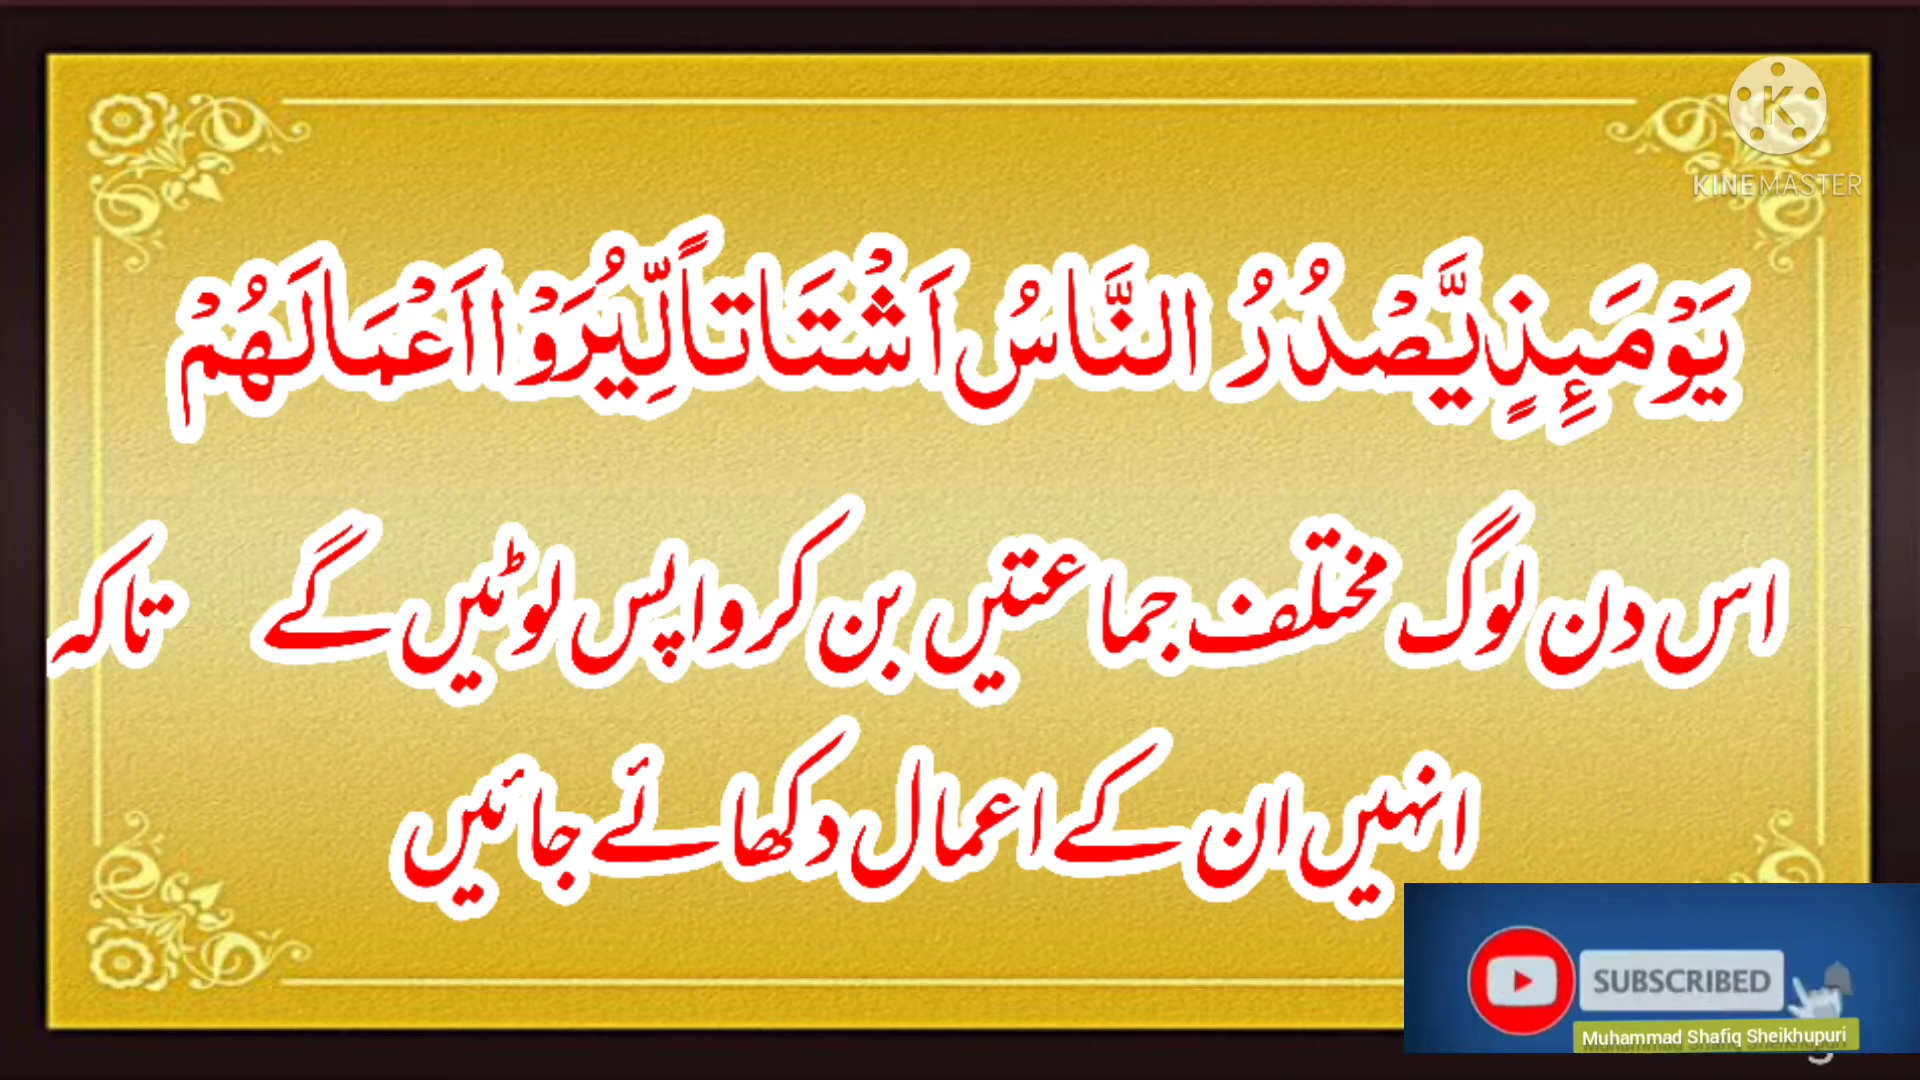 KINEMASTER
يَوْمَىِٕذٍ يَّصْدُرُ النَّاسُ اَشْتَاتاً لِّيُرَوْا اَعْمَالَهُمْ
اس دن لوگ مختلف جماعتیں بن کر واپس لوٹیں گے تاکہ
انہیں ان کے اعمال دکھائے جائیں
SUBSCRIBED
Muhammad Shafiq Sheikhupuri